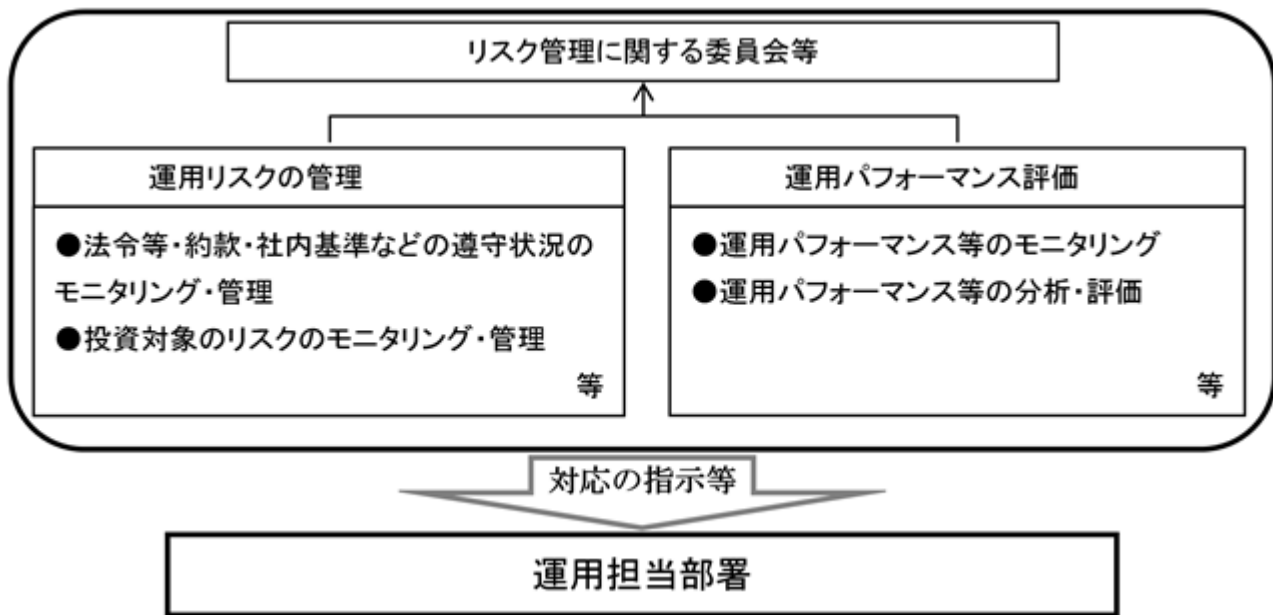 リスク管理に関する委員会等
運用リスクの管理
●法令等・約款・社内基準などの遵守状況の
モニタリング・管理
●投資対象のリスクのモニタリング・管理
等
運用パフォーマンス評価
●運用パフォーマンス等のモニタリング
●運用パフォーマンス等の分析・評価
等
対応の指示等
運用担当部署